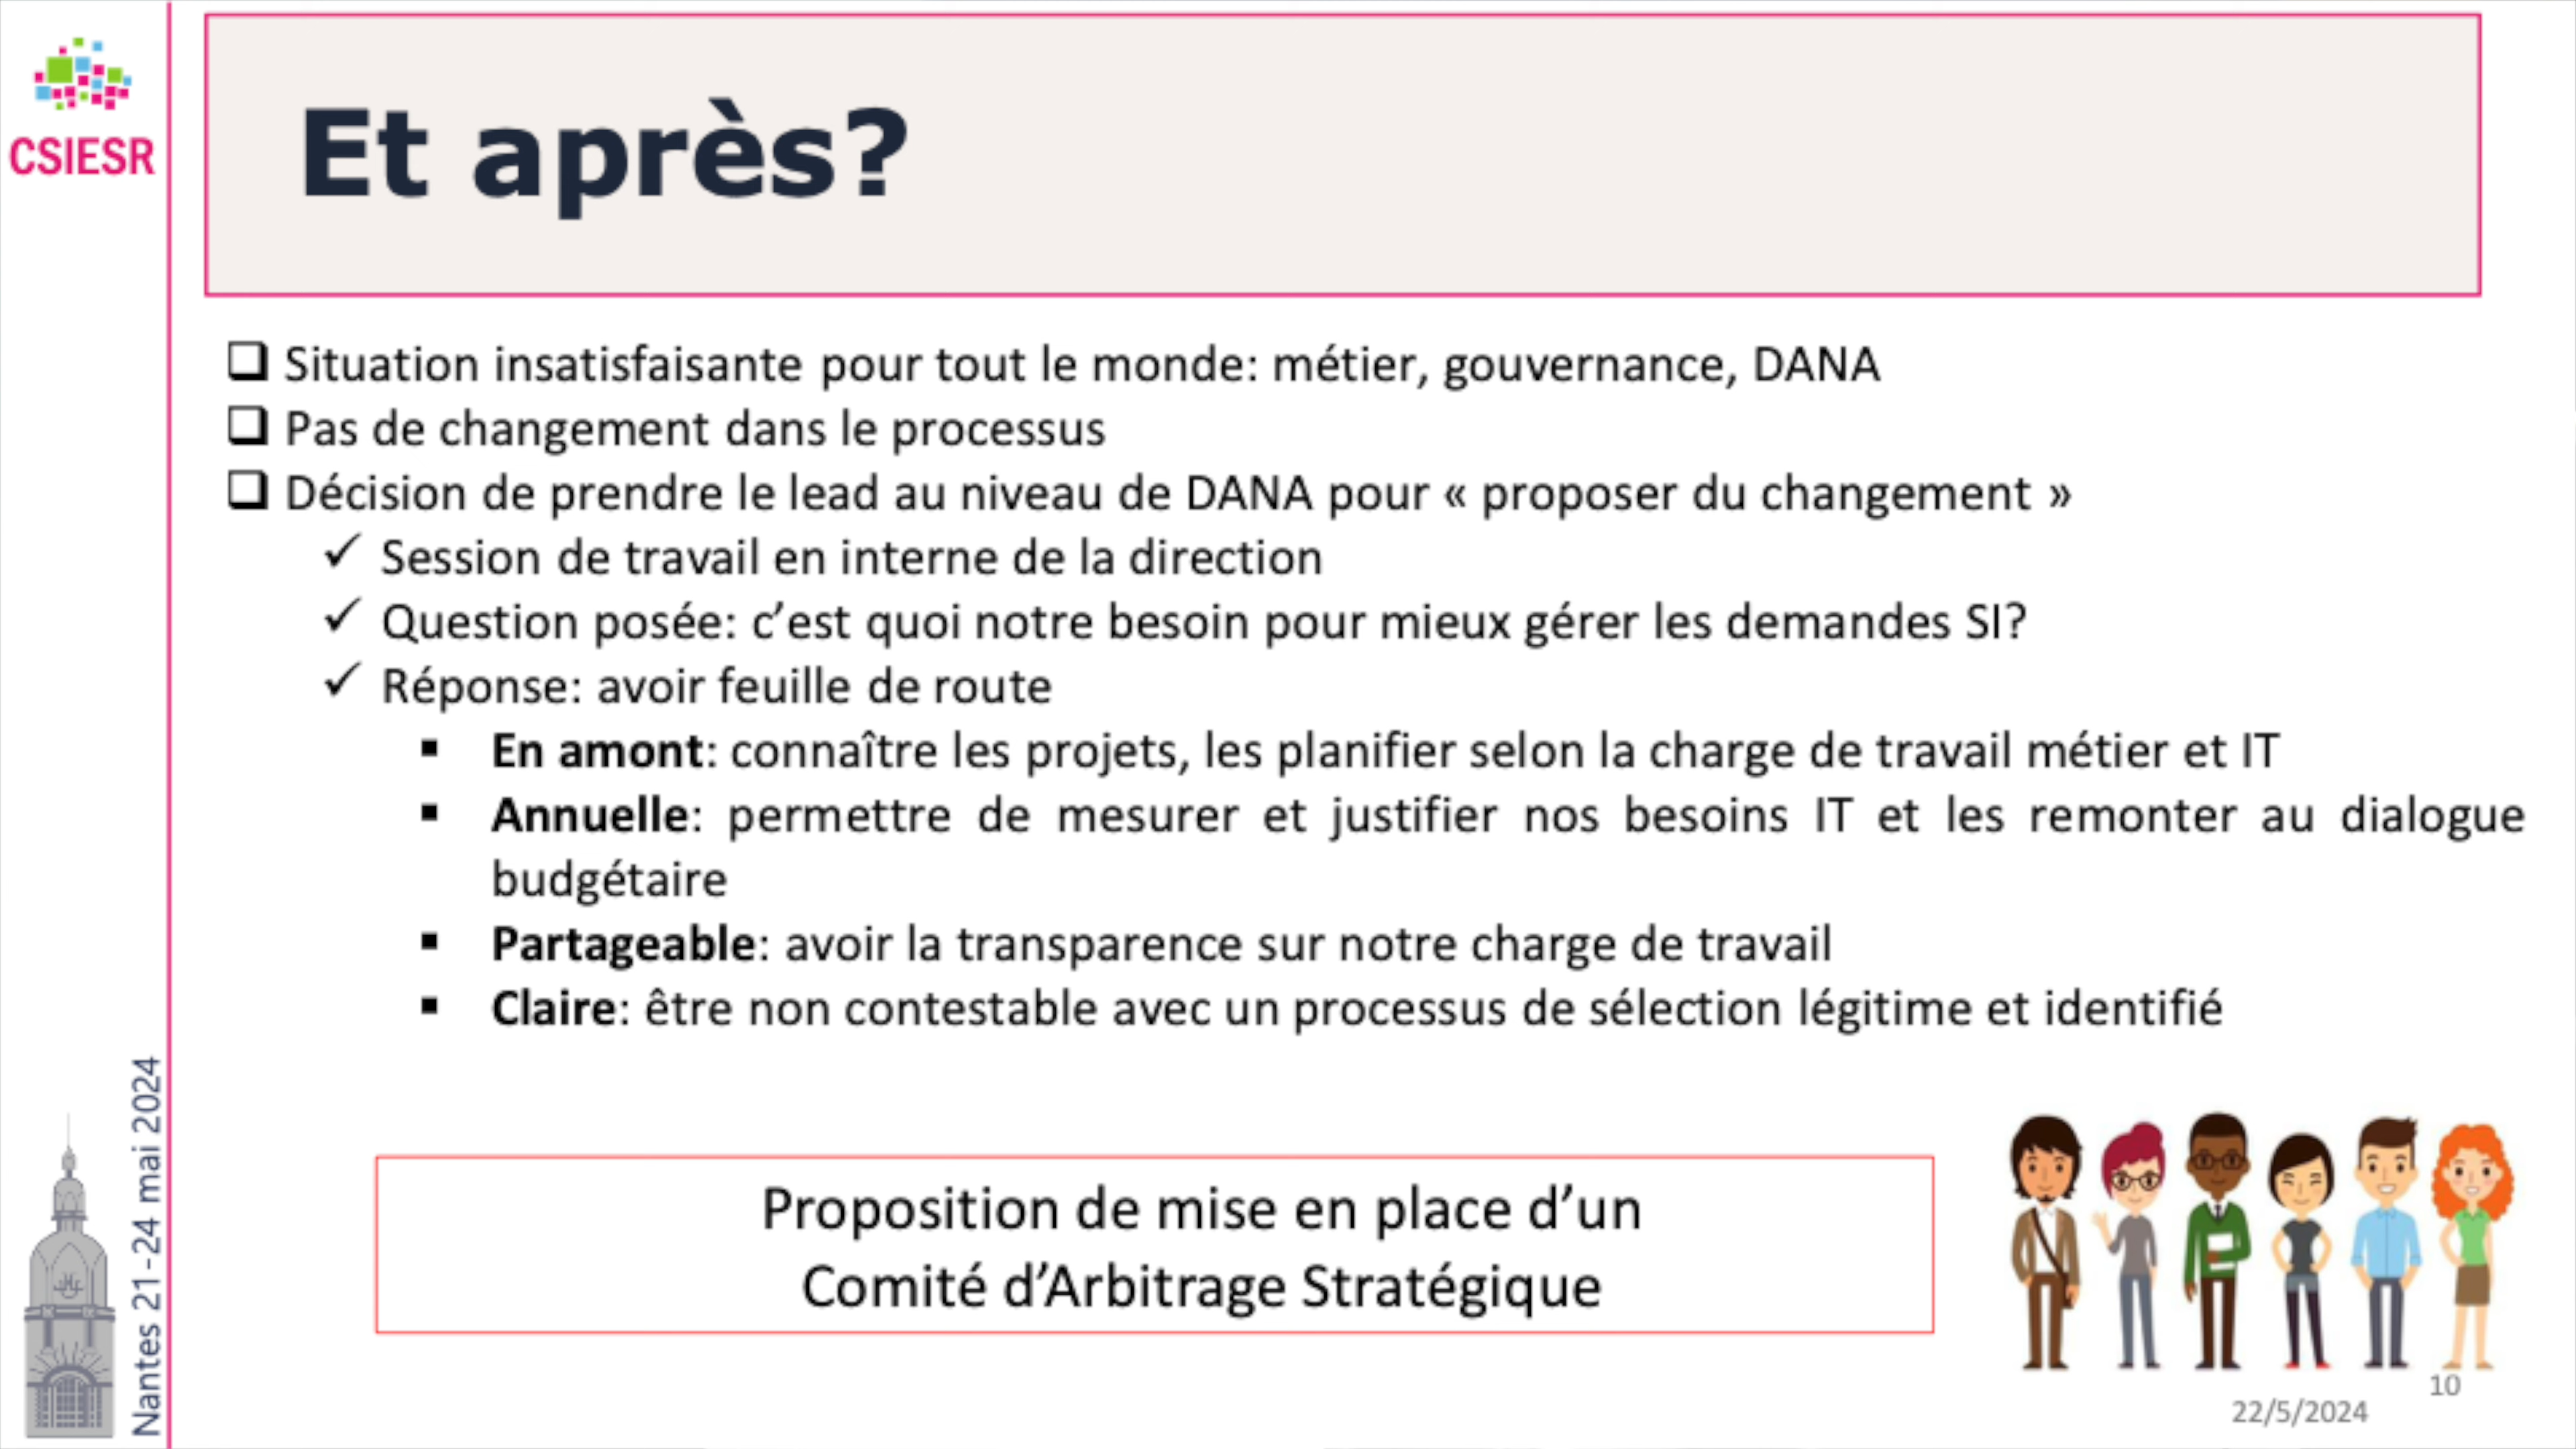 CSIESR
Et après?
Situation insatisfaisante pour tout le monde: métier, gouvernance, DANA
Pas de changement dans le processus
Décision de prendre le lead au niveau de DANA pour « proposer du changement »
Session de travail en interne de la direction
Question posée: c’est quoi notre besoin pour mieux gérer les demandes SI?
Réponse: avoir feuille de route
En amont: connaître les projets, les planifier selon la charge de travail métier et IT
Annuelle: permettre de mesurer et justifier nos besoins IT et les remonter au dialogue
budgétaire
Partageable: avoir la transparence sur notre charge de travail
Claire: être non contestable avec un processus de sélection légitime et identifié
Proposition de mise en place d’un
Comité d’Arbitrage Stratégique
Nantes 21-24 mai 2024
10
22/5/2024